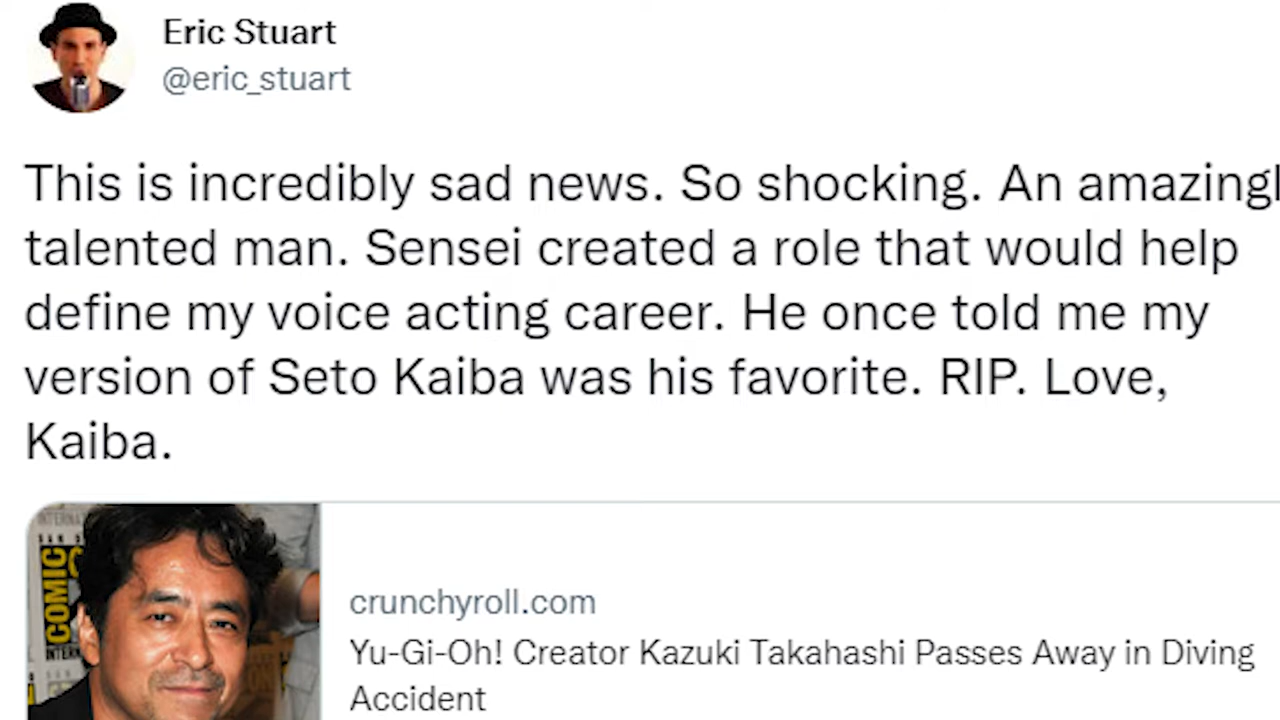 Eric Stuart
@eric_stuart
This is incredibly sad news. So shocking. An amazingl
talented man. Sensei created a role that would help
define my voice acting career. He once told me my
version of Seto Kaiba was his favorite. RIP. Love,
Kaiba.
COMIC
INTERN
crunchyroll.com
Yu-Gi-Oh! Creator Kazuki Takahashi Passes Away in Diving
Accident